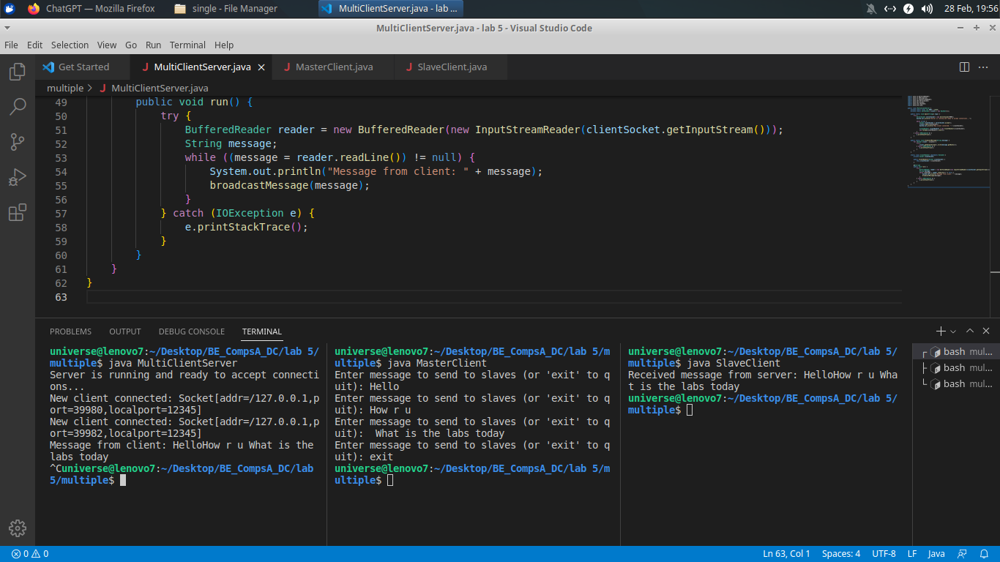 ChatGPT — Mozilla Firefox
single - File Manager
MultiClientServer.java - lab ...
28 Feb, 19:56
MultiClientServer.java - lab 5 - Visual Studio Code
File Edit Selection View Go Run Terminal Help
Get Started
MultiClientServer.java
MasterClient.java
SlaveClient.java
multiple > J MultiClientServer.java
49 public void run() {
50 try {
51 BufferedReader reader = new BufferedReader(new InputStreamReader(clientSocket.getInputStream()));
52 String message;
53 while ((message = reader.readLine()) != null) {
54 System.out.println("Message from client: " + message);
55 broadcastMessage(message);
56 }
57 } catch (IOException e) {
58 e.printStackTrace();
59 }
60 }
61 }
62 }
63
PROBLEMS OUTPUT DEBUG CONSOLE TERMINAL
universe@lenovo7:~/Desktop/BE_CompsA_DC/lab 5/
multiple$ java MultiClientServer
Server is running and ready to accept connecti
ons...
New client connected: Socket[addr=/127.0.0.1,p
ort=39980,localport=12345]
New client connected: Socket[addr=/127.0.0.1,p
ort=39982,localport=12345]
Message from client: HelloHow r u What is the
labs today
^Cuniverse@lenovo7:~/Desktop/BE_CompsA_DC/lab
5/multiple$
universe@lenovo7:~/Desktop/BE_CompsA_DC/lab 5/m
ultiple$ java MasterClient
Enter message to send to slaves (or 'exit' to q
uit): Hello
Enter message to send to slaves (or 'exit' to q
uit): How r u
Enter message to send to slaves (or 'exit' to q
uit):  What is the labs today
Enter message to send to slaves (or 'exit' to q
uit): exit
universe@lenovo7:~/Desktop/BE_CompsA_DC/lab 5/m
ultiple$
universe@lenovo7:~/Desktop/BE_CompsA_DC/lab 5/
multiple$ java SlaveClient
Received message from server: HelloHow r u Wha
t is the labs today
universe@lenovo7:~/Desktop/BE_CompsA_DC/lab 5/
multiple$
bash mul...
bash mul...
bash mul...
0 0
Ln 63, Col 1 Spaces: 4 UTF-8 LF Java